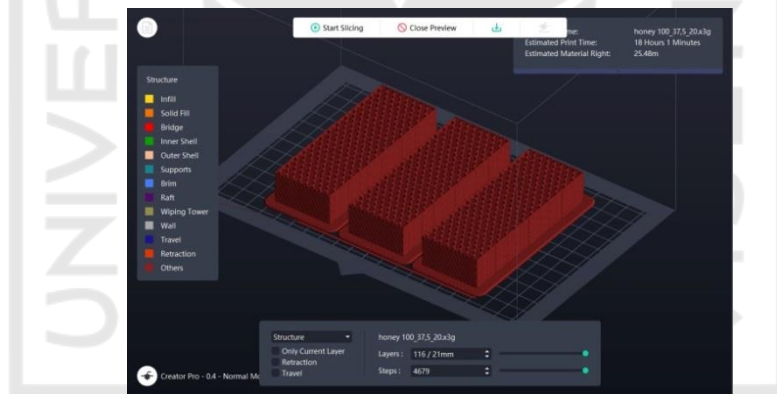 Start Slicing
Close Preview
honey 100_37,5_20.x3g
Estimated Print Time: 18 Hours 1 Minutes
Estimated Material Right: 25.48m
Structure
Infill
Solid Fill
Bridge
Inner Shell
Outer Shell
Supports
Brim
Raft
Wiping Tower
Wall
Travel
Retraction
Others
Structure
Only Current Layer
Retraction
Travel
honey 100_37,5_20.x3g
Layers : 116 / 21mm
Steps : 4679
Creator Pro - 0.4 - Normal